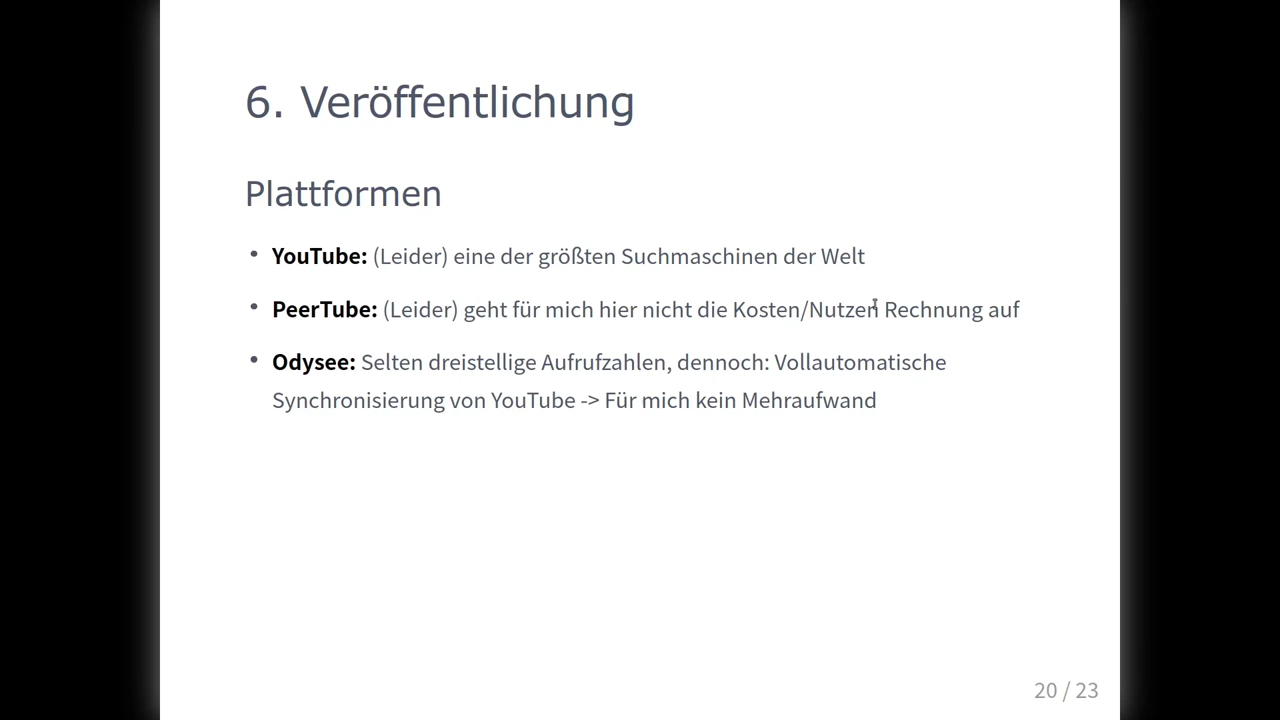 6. Veröffentlichung
Plattformen
• YouTube: (Leider) eine der größten Suchmaschinen der Welt
• PeerTube: (Leider) geht für mich hier nicht die Kosten/Nutzen Rechnung auf
• Odysee: Selten dreistellige Aufrufzahlen, dennoch: Vollautomatische
Synchronisierung von YouTube -> Für mich kein Mehraufwand
20 / 23